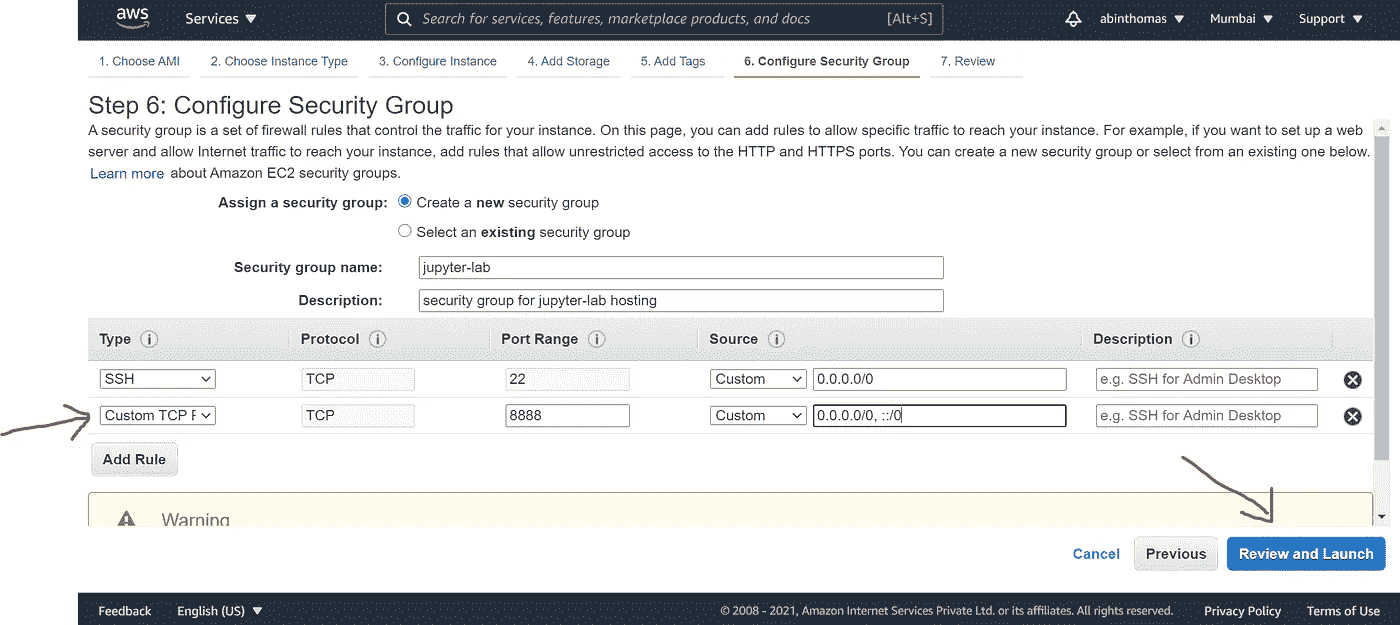 aws Services Search for services, features, marketplace products, and docs [Alt+S] abinthomas Mumbai Support
1. Choose AMI 2. Choose Instance Type 3. Configure Instance 4. Add Storage 5. Add Tags 6. Configure Security Group 7. Review
Step 6: Configure Security Group
A security group is a set of firewall rules that control the traffic for your instance. On this page, you can add rules to allow specific traffic to reach your instance. For example, if you want to set up a web
server and allow Internet traffic to reach your instance, add rules that allow unrestricted access to the HTTP and HTTPS ports. You can create a new security group or select from an existing one below.
Learn more about Amazon EC2 security groups.
Assign a security group: Create a new security group
Select an existing security group
Security group name: jupyter-lab
Description: security group for jupyter-lab hosting
Type i Protocol i Port Range i Source i Description i
SSH TCP 22 Custom 0.0.0.0/0 e.g. SSH for Admin Desktop
Custom TCP TCP 8888 Custom 0.0.0.0/0, ::/0 e.g. SSH for Admin Desktop
Add Rule
Warning
Cancel Previous Review and Launch
Feedback English (US) © 2008 - 2021, Amazon Internet Services Private Ltd. or its affiliates. All rights reserved. Privacy Policy Terms of Use